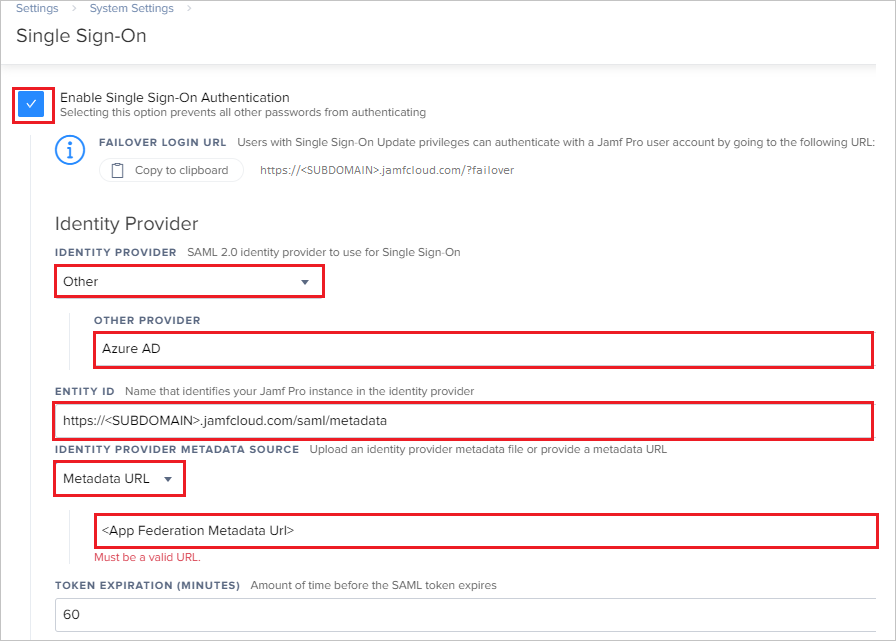 Settings > System Settings >
Single Sign-On
Enable Single Sign-On Authentication
Selecting this option prevents all other passwords from authenticating
FAILOVER LOGIN URL Users with Single Sign-On Update privileges can authenticate with a Jamf Pro user account by going to the following URL:
Copy to clipboard https://<SUBDOMAIN>.jamfcloud.com/?failover
Identity Provider
IDENTITY PROVIDER SAML 2.0 identity provider to use for Single Sign-On
Other
OTHER PROVIDER
Azure AD
ENTITY ID Name that identifies your Jamf Pro instance in the identity provider
https://<SUBDOMAIN>.jamfcloud.com/saml/metadata
IDENTITY PROVIDER METADATA SOURCE Upload an identity provider metadata file or provide a metadata URL
Metadata URL
<App Federation Metadata Url>
Must be a valid URL.
TOKEN EXPIRATION (MINUTES) Amount of time before the SAML token expires
60